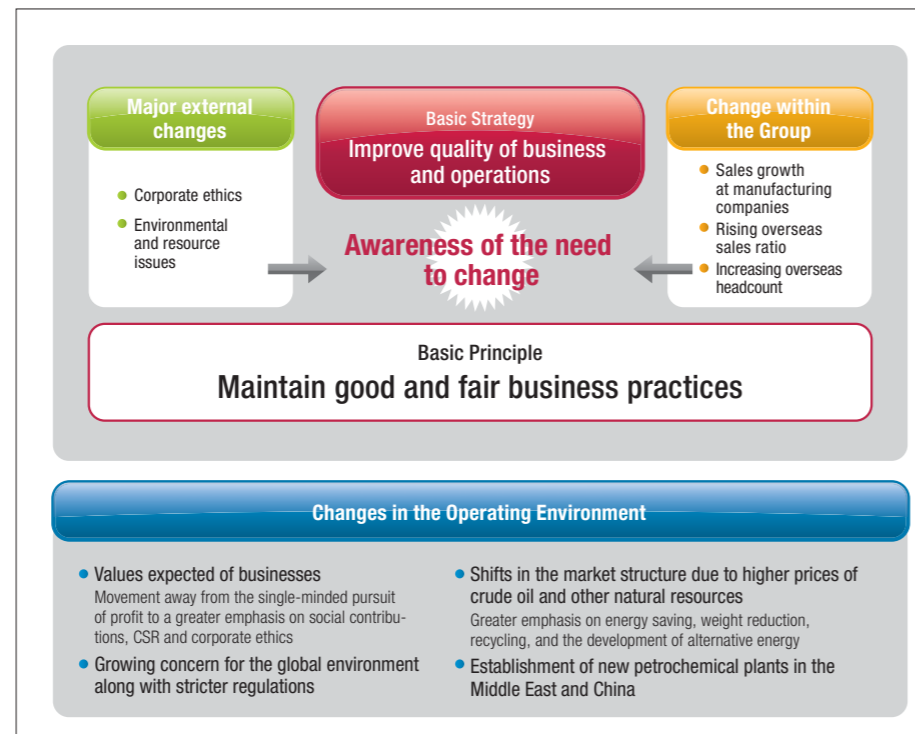 Major external
changes
• Corporate ethics
• Environmental
and resource
issues
Basic Strategy
Improve quality of business
and operations
Awareness of the need
to change
Change within
the Group
• Sales growth
at manufacturing
companies
• Rising overseas
sales ratio
• Increasing overseas
headcount
Basic Principle
Maintain good and fair business practices
Changes in the Operating Environment
• Values expected of businesses
Movement away from the single-minded pursuit
of profit to a greater emphasis on social contribu-
tions, CSR and corporate ethics
• Growing concern for the global environment
along with stricter regulations
• Shifts in the market structure due to higher prices of
crude oil and other natural resources
Greater emphasis on energy saving, weight reduction,
recycling, and the development of alternative energy
• Establishment of new petrochemical plants in the
Middle East and China